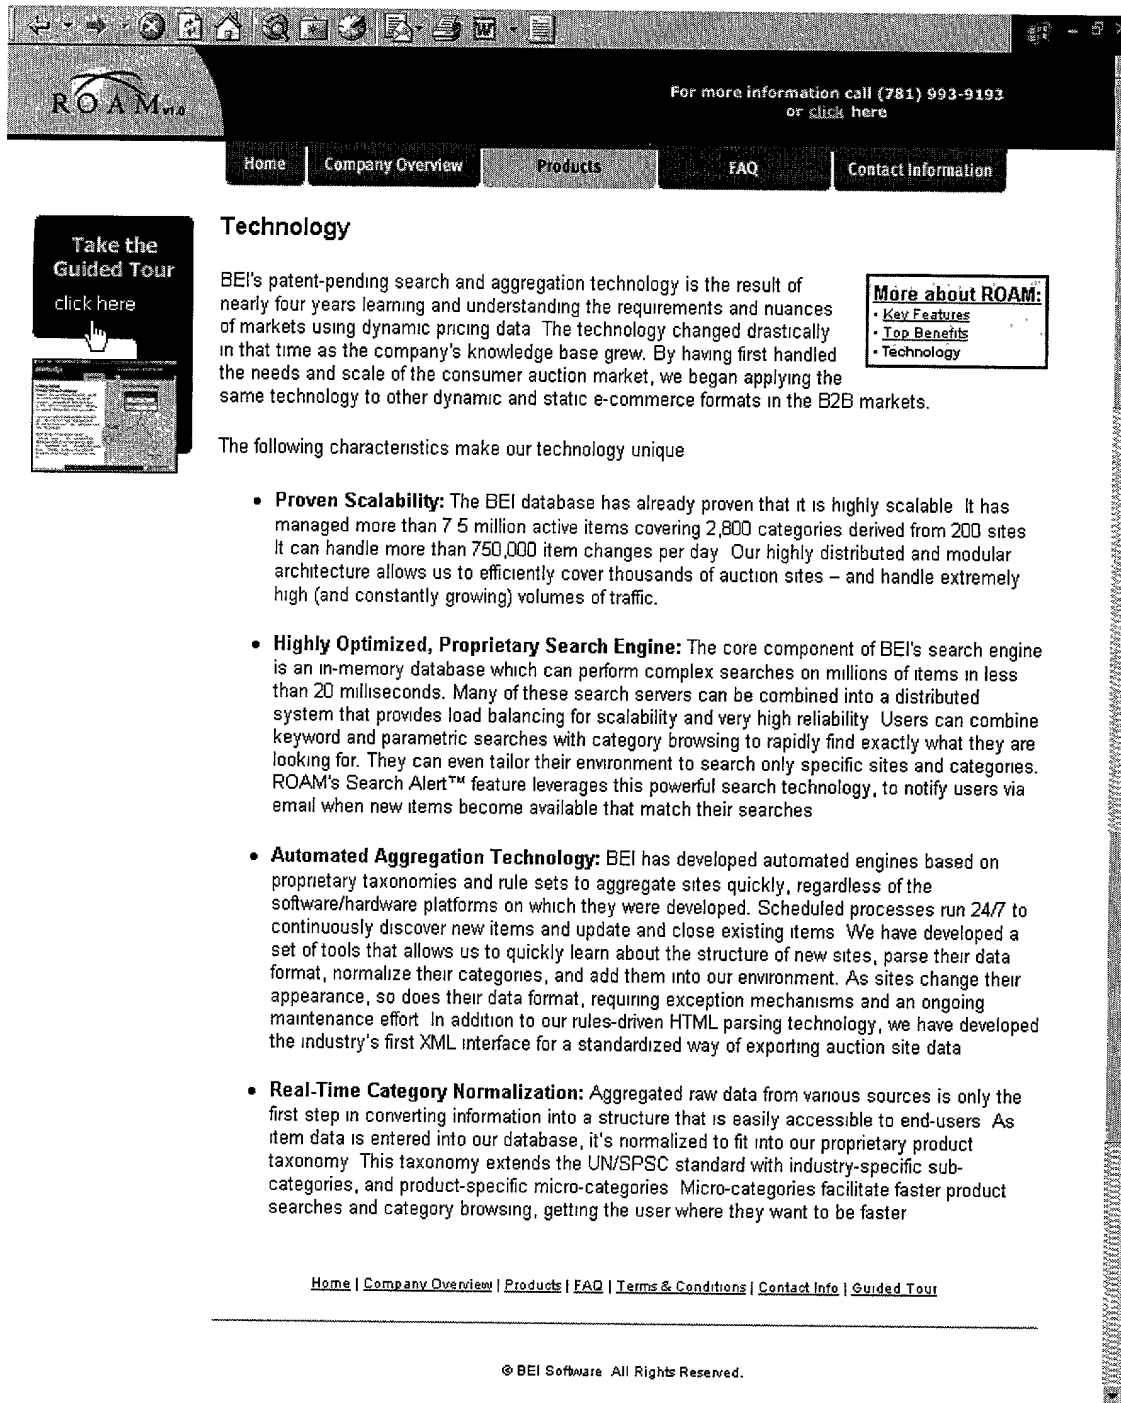 ROAM v1.0
For more information call (781) 993-9193
or click here
Home
Company Overview
Products
FAQ
Contact Information
Take the
Guided Tour
click here
Technology
BEI's patent-pending search and aggregation technology is the result of
nearly four years learning and understanding the requirements and nuances
of markets using dynamic pricing data The technology changed drastically
in that time as the company's knowledge base grew. By having first handled
the needs and scale of the consumer auction market, we began applying the
same technology to other dynamic and static e-commerce formats in the B2B markets.
More about ROAM:
• Key Features
• Top Benefits
• Technology
The following characteristics make our technology unique
• Proven Scalability: The BEI database has already proven that it is highly scalable It has
managed more than 7 5 million active items covering 2,800 categories derived from 200 sites
It can handle more than 750,000 item changes per day Our highly distributed and modular
architecture allows us to efficiently cover thousands of auction sites – and handle extremely
high (and constantly growing) volumes of traffic.
• Highly Optimized, Proprietary Search Engine: The core component of BEI's search engine
is an in-memory database which can perform complex searches on millions of items in less
than 20 milliseconds. Many of these search servers can be combined into a distributed
system that provides load balancing for scalability and very high reliability Users can combine
keyword and parametric searches with category browsing to rapidly find exactly what they are
looking for. They can even tailor their environment to search only specific sites and categories.
ROAM's Search Alert™ feature leverages this powerful search technology, to notify users via
email when new items become available that match their searches
• Automated Aggregation Technology: BEI has developed automated engines based on
proprietary taxonomies and rule sets to aggregate sites quickly, regardless of the
software/hardware platforms on which they were developed. Scheduled processes run 24/7 to
continuously discover new items and update and close existing items We have developed a
set of tools that allows us to quickly learn about the structure of new sites, parse their data
format, normalize their categories, and add them into our environment. As sites change their
appearance, so does their data format, requiring exception mechanisms and an ongoing
maintenance effort In addition to our rules-driven HTML parsing technology, we have developed
the industry's first XML interface for a standardized way of exporting auction site data
• Real-Time Category Normalization: Aggregated raw data from various sources is only the
first step in converting information into a structure that is easily accessible to end-users As
item data is entered into our database, it's normalized to fit into our proprietary product
taxonomy This taxonomy extends the UN/SPSC standard with industry-specific sub-
categories, and product-specific micro-categories Micro-categories facilitate faster product
searches and category browsing, getting the user where they want to be faster
Home | Company Overview | Products | FAQ | Terms & Conditions | Contact Info | Guided Tour
© BEI Software All Rights Reserved.